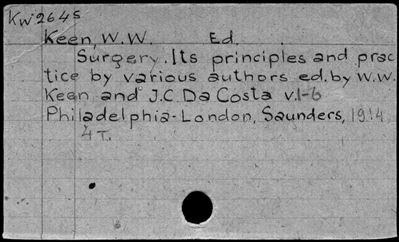 KW2645
Keen, W.W. Ed.
Surgery. Its principles and prac
tice by various authors ed. by W.W.
Keen and J.C. Da Costa v.1-6
Philadelphia-London, Saunders, 1914
4 T.